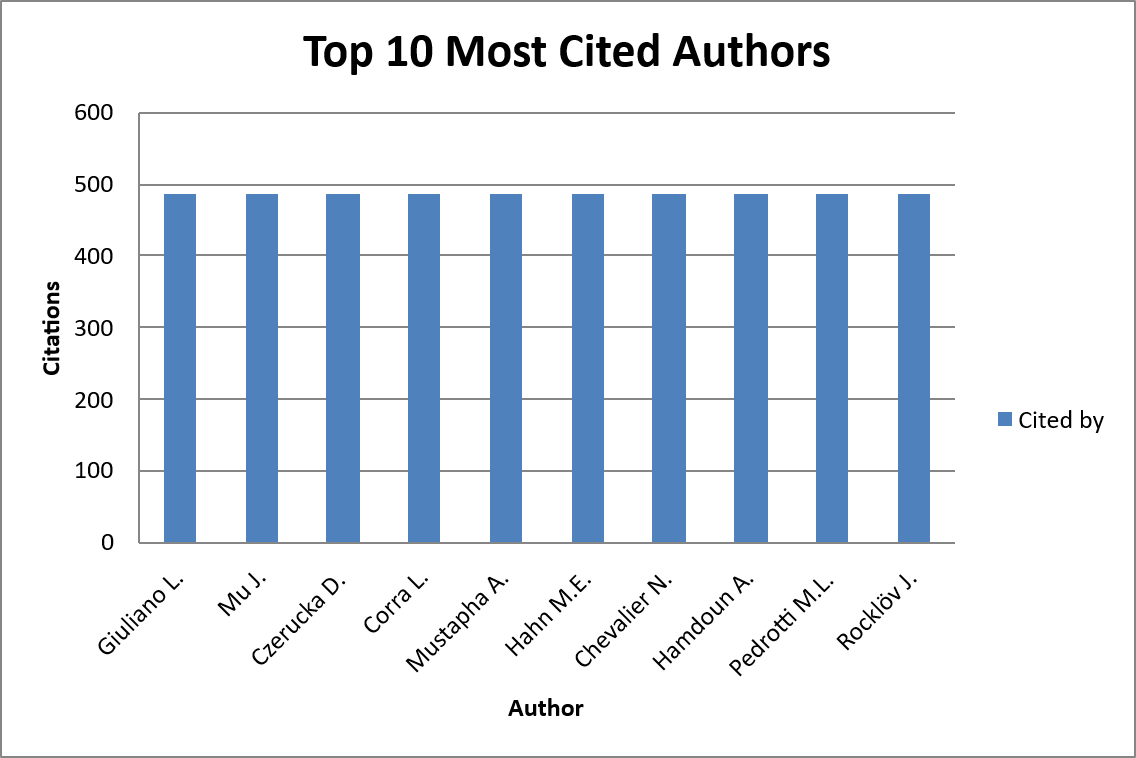 Top 10 Most Cited Authors
600
500
400
300
200
100
0
Citations
Giuliano L.
Mu J.
Czerucka D.
Corra L.
Mustapha A.
Hahn M.E.
Chevalier N.
Hamdoun A.
Pedrotti M.L.
Rocklöv J.
Author
Cited by